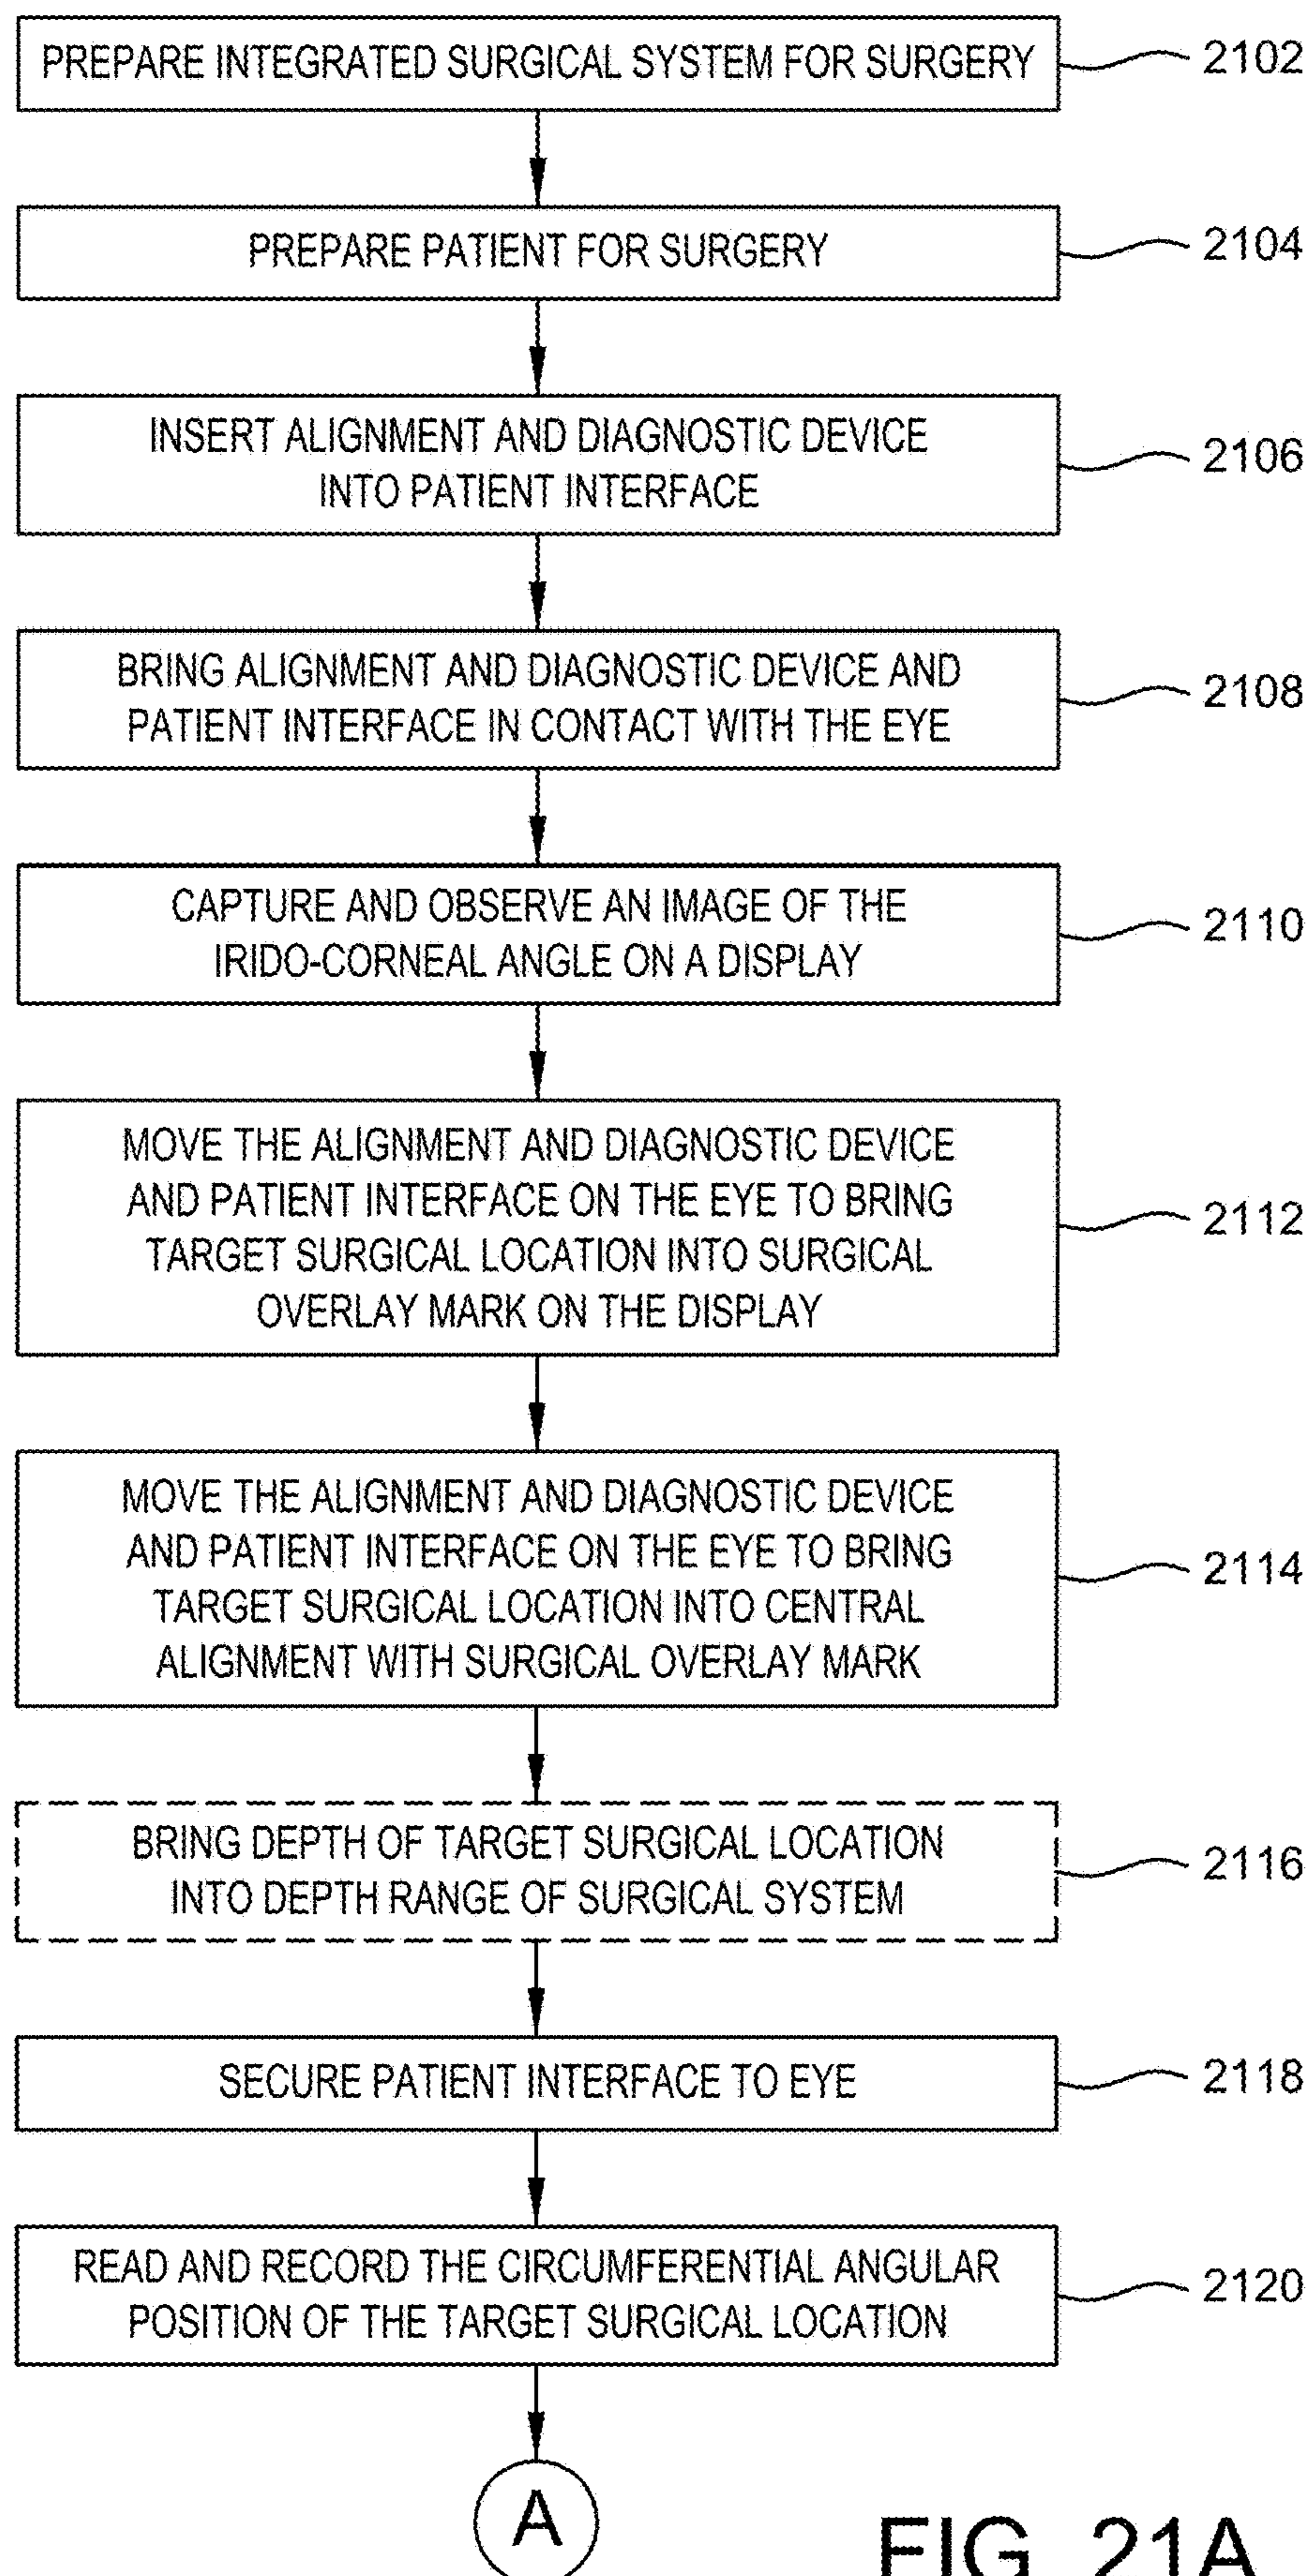 PREPARE INTEGRATED SURGICAL SYSTEM FOR SURGERY
2102
PREPARE PATIENT FOR SURGERY
2104
INSERT ALIGNMENT AND DIAGNOSTIC DEVICE
INTO PATIENT INTERFACE
2106
BRING ALIGNMENT AND DIAGNOSTIC DEVICE AND
PATIENT INTERFACE IN CONTACT WITH THE EYE
2108
CAPTURE AND OBSERVE AN IMAGE OF THE
IRIDO-CORNEAL ANGLE ON A DISPLAY
2110
MOVE THE ALIGNMENT AND DIAGNOSTIC DEVICE
AND PATIENT INTERFACE ON THE EYE TO BRING
TARGET SURGICAL LOCATION INTO SURGICAL
OVERLAY MARK ON THE DISPLAY
2112
MOVE THE ALIGNMENT AND DIAGNOSTIC DEVICE
AND PATIENT INTERFACE ON THE EYE TO BRING
TARGET SURGICAL LOCATION INTO CENTRAL
ALIGNMENT WITH SURGICAL OVERLAY MARK
2114
BRING DEPTH OF TARGET SURGICAL LOCATION
INTO DEPTH RANGE OF SURGICAL SYSTEM
2116
SECURE PATIENT INTERFACE TO EYE
2118
READ AND RECORD THE CIRCUMFERENTIAL ANGULAR
POSITION OF THE TARGET SURGICAL LOCATION
2120
A
FIG. 21A